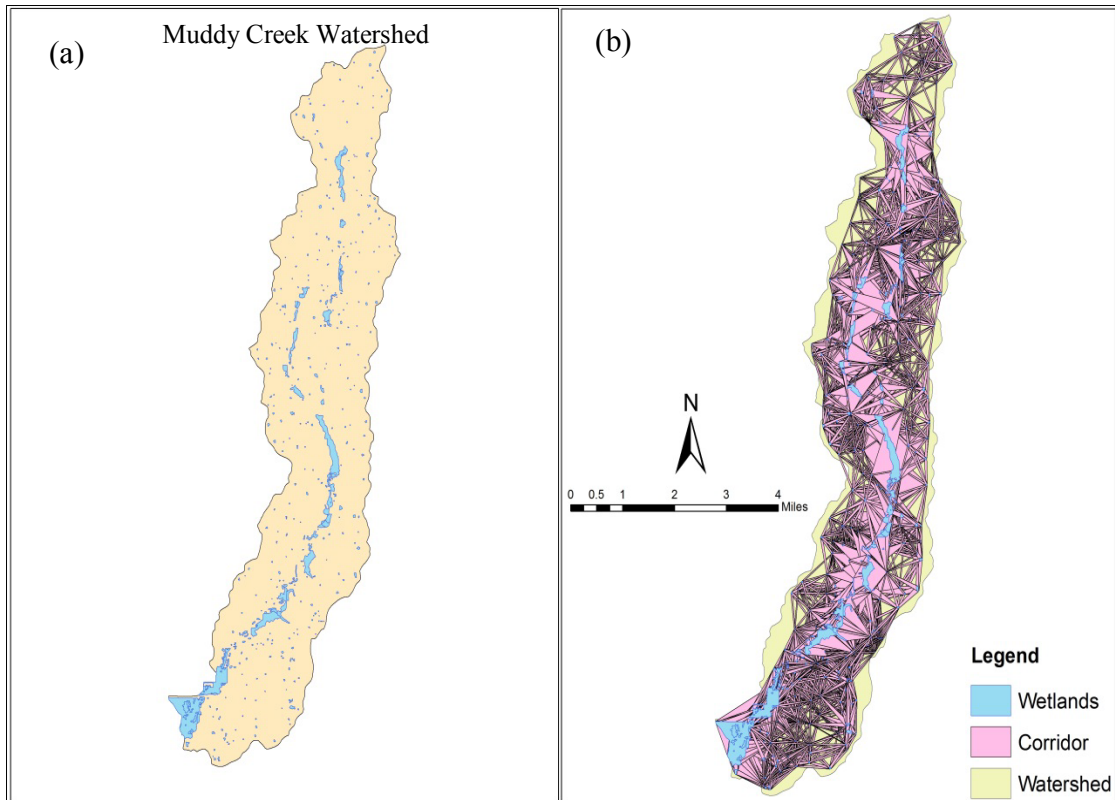 (a)
Muddy Creek Watershed
(b)
N
0 0.5 1 2 3 4
Miles
Legend
Wetlands
Corridor
Watershed